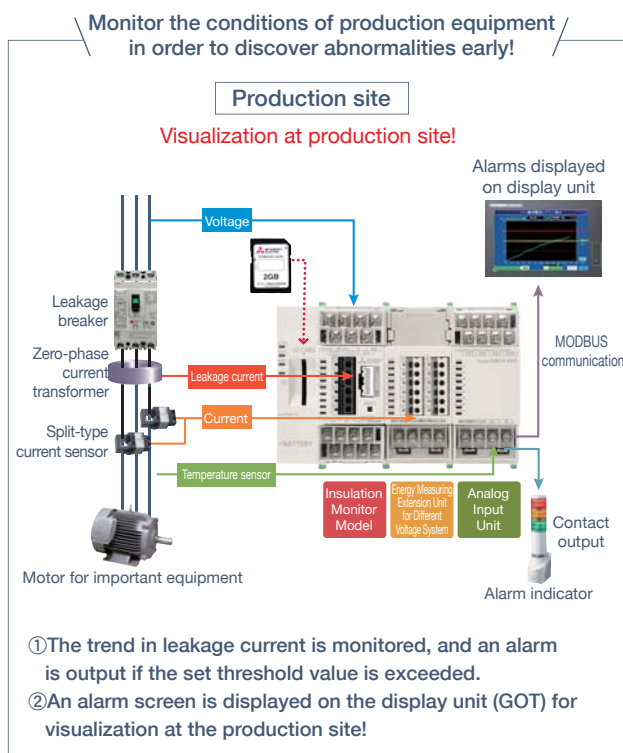 Monitor the conditions of production equipment
in order to discover abnormalities early!
Production site
Visualization at production site!
Alarms displayed
on display unit
Voltage
2GB
Leakage
breaker
Zero-phase
current
transformer
Leakage current
MODBUS
communication
Split-type
current sensor
Current
BATTERY
Temperature sensor
Insulation
Monitor
Model
Energy Measuring
Extension Unit
for Different
Voltage System
Analog
Input
Unit
Contact
output
Motor for important equipment
Alarm indicator
①The trend in leakage current is monitored, and an alarm
is output if the set threshold value is exceeded.
②An alarm screen is displayed on the display unit (GOT) for
visualization at the production site!